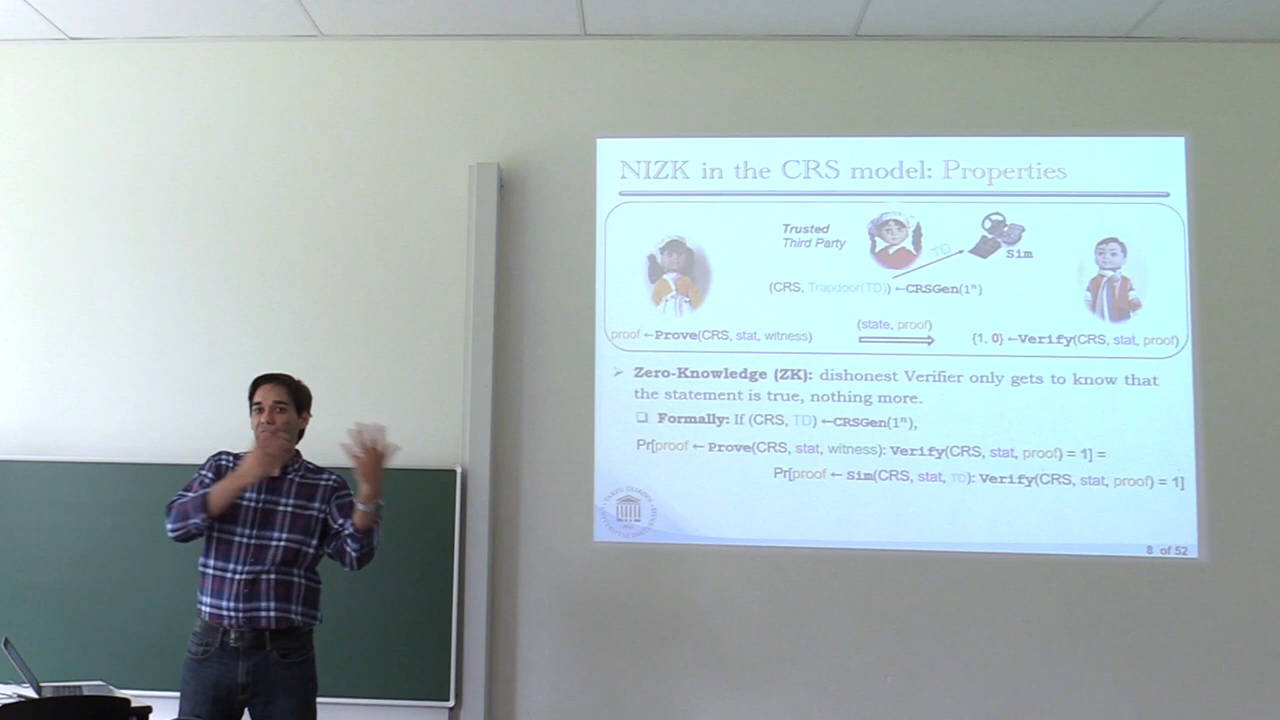 NIZK in the CRS model: Properties
Trusted
Third Party
TD
Sim
(CRS, Trapdoor(TD)) ←CRSGen(1ⁿ)
proof ←Prove(CRS, stat, witness)
(state, proof)
{1, 0} ←Verify(CRS, stat, proof)
➢ Zero-Knowledge (ZK): dishonest Verifier only gets to know that
the statement is true, nothing more.
❑ Formally: If (CRS, TD) ←CRSGen(1ⁿ),
Pr[proof ← Prove(CRS, stat, witness): Verify(CRS, stat, proof) = 1] =
Pr[proof ← Sim(CRS, stat, TD): Verify(CRS, stat, proof) = 1]
8 of 52